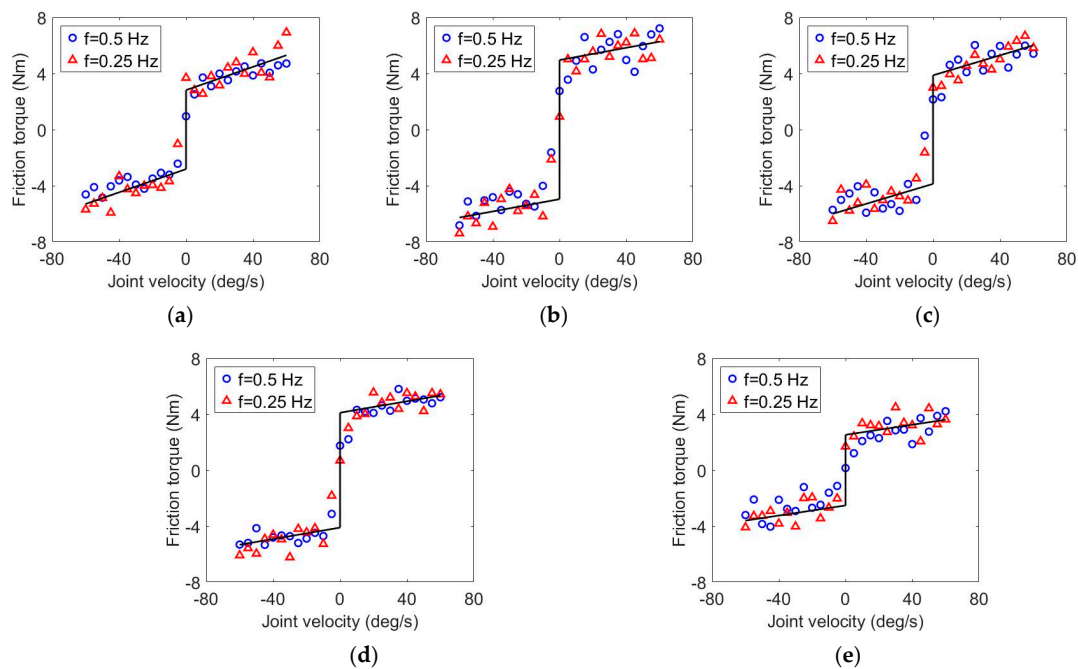 8
4
0
-4
-8
f=0.5 Hz
f=0.25 Hz
Friction torque (Nm)
-80 -40 0 40 80
Joint velocity (deg/s)
(a)
8
4
0
-4
-8
f=0.5 Hz
f=0.25 Hz
Friction torque (Nm)
-80 -40 0 40 80
Joint velocity (deg/s)
(b)
8
4
0
-4
-8
f=0.5 Hz
f=0.25 Hz
Friction torque (Nm)
-80 -40 0 40 80
Joint velocity (deg/s)
(c)
8
4
0
-4
-8
f=0.5 Hz
f=0.25 Hz
Friction torque (Nm)
-80 -40 0 40 80
Joint velocity (deg/s)
(d)
8
4
0
-4
-8
f=0.5 Hz
f=0.25 Hz
Friction torque (Nm)
-80 -40 0 40 80
Joint velocity (deg/s)
(e)